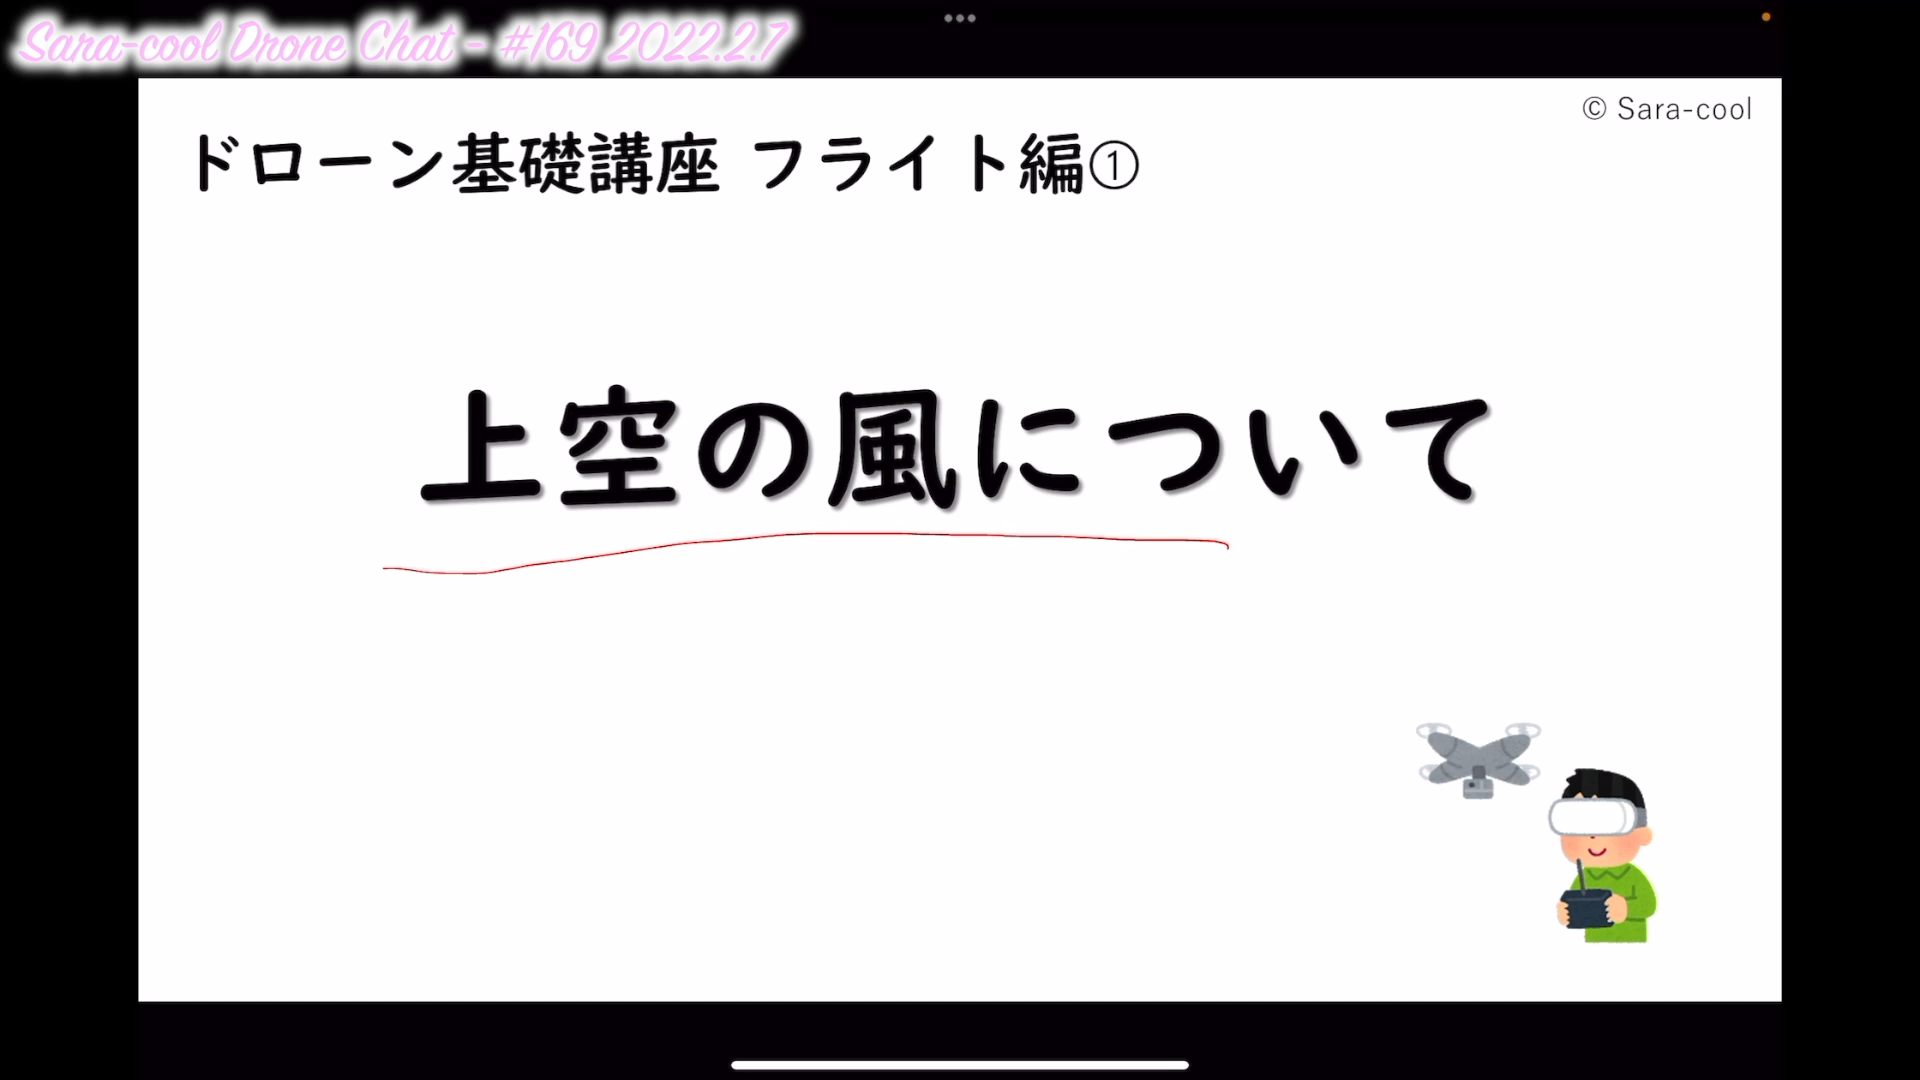 Sara-cool Drone Chat - #169 2022.2.7
© Sara-cool
ドローン基礎講座 フライト編①
上空の風について